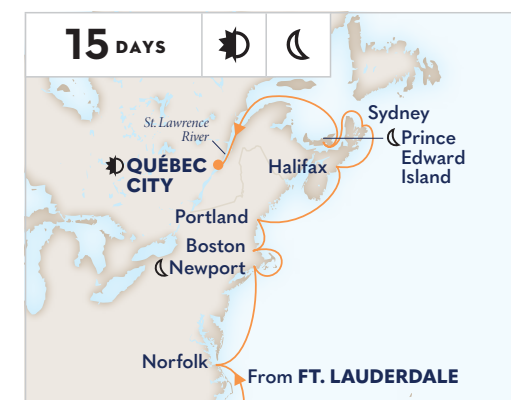 15 DAYS
St. Lawrence
River
QUÉBEC
CITY
Sydney
Prince
Edward
Island
Halifax
Portland
Boston
Newport
Norfolk
From FT. LAUDERDALE